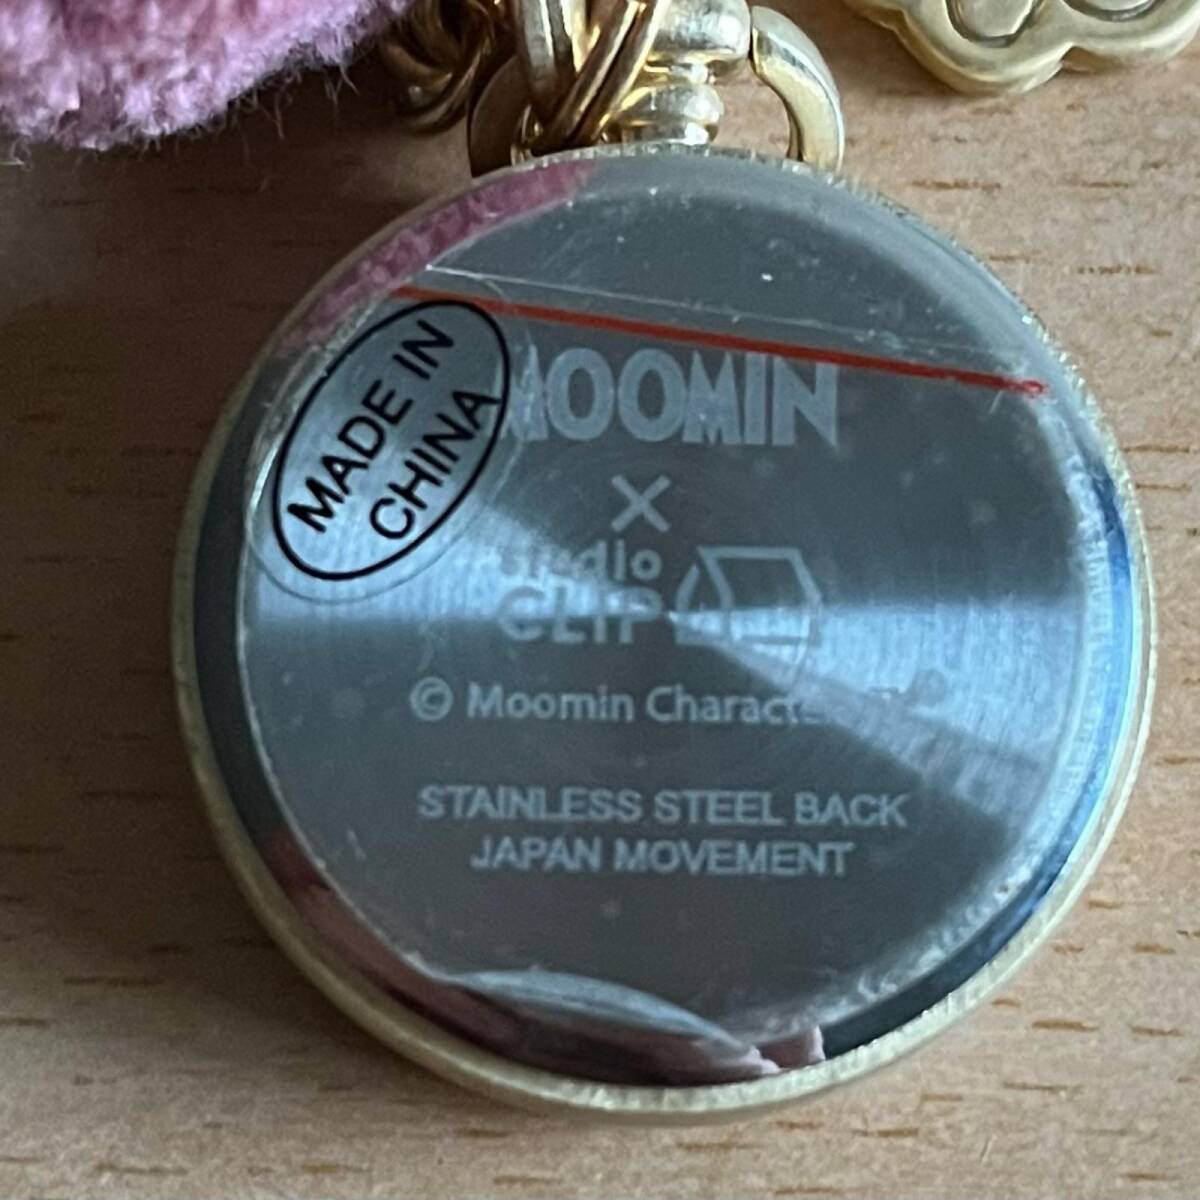 MADE IN
CHINA
MOOMIN
×
studio
CLIP
© Moomin Characters
STAINLESS STEEL BACK
JAPAN MOVEMENT